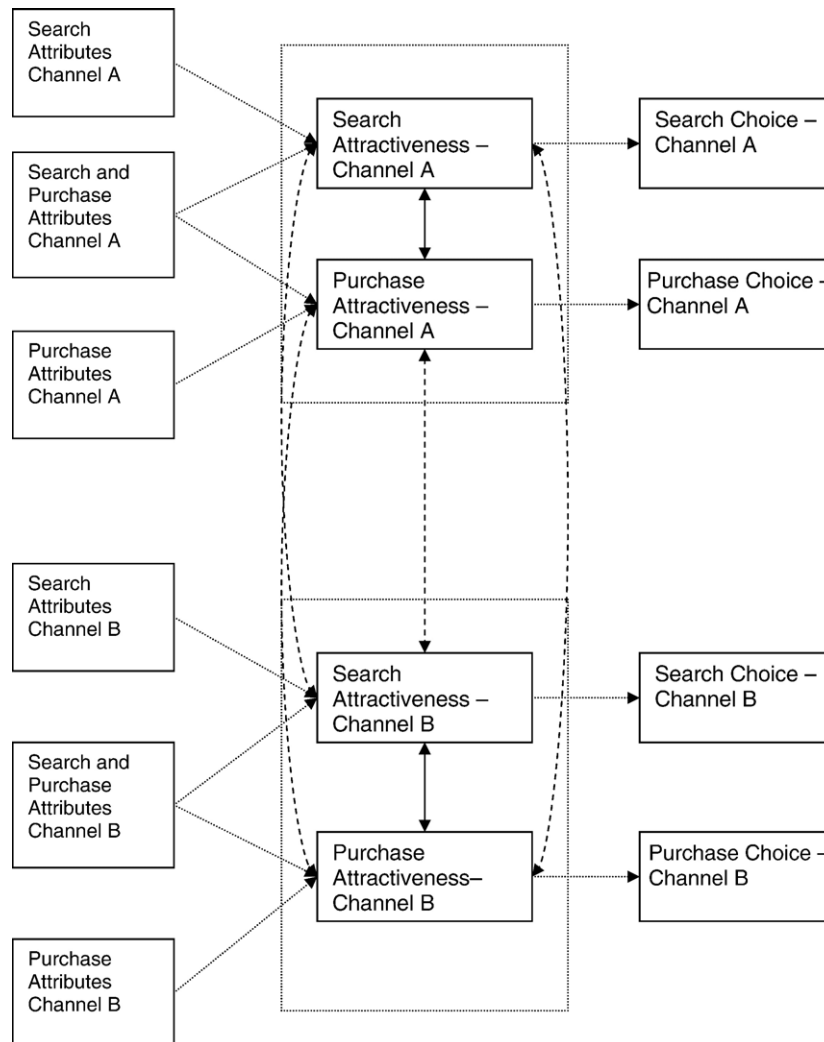 Search
Attributes
Channel A
Search
Attractiveness –
Channel A
Search Choice –
Channel A
Search and
Purchase
Attributes
Channel A
Purchase
Attractiveness –
Channel A
Purchase Choice –
Channel A
Purchase
Attributes
Channel A
Search
Attributes
Channel B
Search
Attractiveness –
Channel B
Search Choice –
Channel B
Search and
Purchase
Attributes
Channel B
Purchase
Attractiveness–
Channel B
Purchase Choice –
Channel B
Purchase
Attributes
Channel B